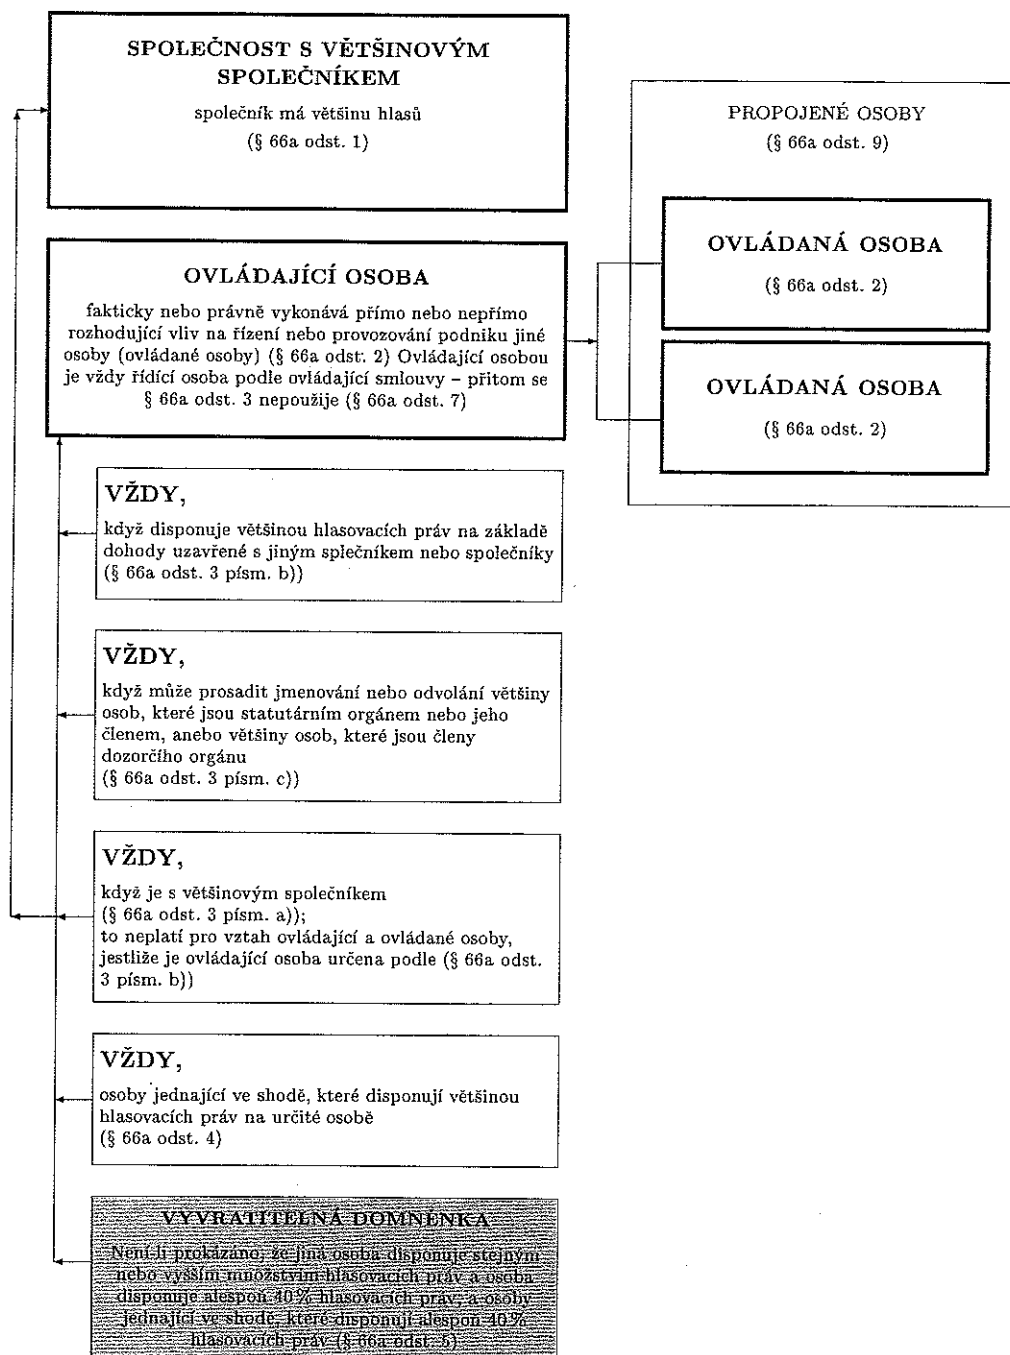 SPOLEČNOST S VĚTŠINOVÝM
SPOLEČNÍKEM
společník má většinu hlasů
(§ 66a odst. 1)
PROPOJENÉ OSOBY
(§ 66a odst. 9)
OVLÁDANÁ OSOBA
(§ 66a odst. 2)
OVLÁDANÁ OSOBA
(§ 66a odst. 2)
OVLÁDAJÍCÍ OSOBA
fakticky nebo právně vykonává přímo nebo nepřímo
rozhodující vliv na řízení nebo provozování podniku jiné
osoby (ovládané osoby) (§ 66a odst. 2) Ovládající osobou
je vždy řídící osoba podle ovládající smlouvy – přitom se
§ 66a odst. 3 nepoužije (§ 66a odst. 7)
VŽDY,
když disponuje většinou hlasovacích práv na základě
dohody uzavřené s jiným splečníkem nebo společníky
(§ 66a odst. 3 písm. b))
VŽDY,
když může prosadit jmenování nebo odvolání většiny
osob, které jsou statutárním orgánem nebo jeho
členem, anebo většiny osob, které jsou členy
dozorčího orgánu
(§ 66a odst. 3 písm. c))
VŽDY,
když je s většinovým společníkem
(§ 66a odst. 3 písm. a));
to neplatí pro vztah ovládající a ovládané osoby,
jestliže je ovládající osoba určena podle (§ 66a odst.
3 písm. b))
VŽDY,
osoby jednající ve shodě, které disponují většinou
hlasovacích práv na určité osobě
(§ 66a odst. 4)
VYVRATITELNÁ DOMNĚNKA
Není-li prokázáno, že jiná osoba disponuje stejným
nebo vyšším množstvím hlasovacích práv a osoba
disponuje alespoň 40 % hlasovacích práv, a osoby
jednající ve shodě, které disponují alespoň 40 %
hlasovacích práv (§ 66a odst. 5)